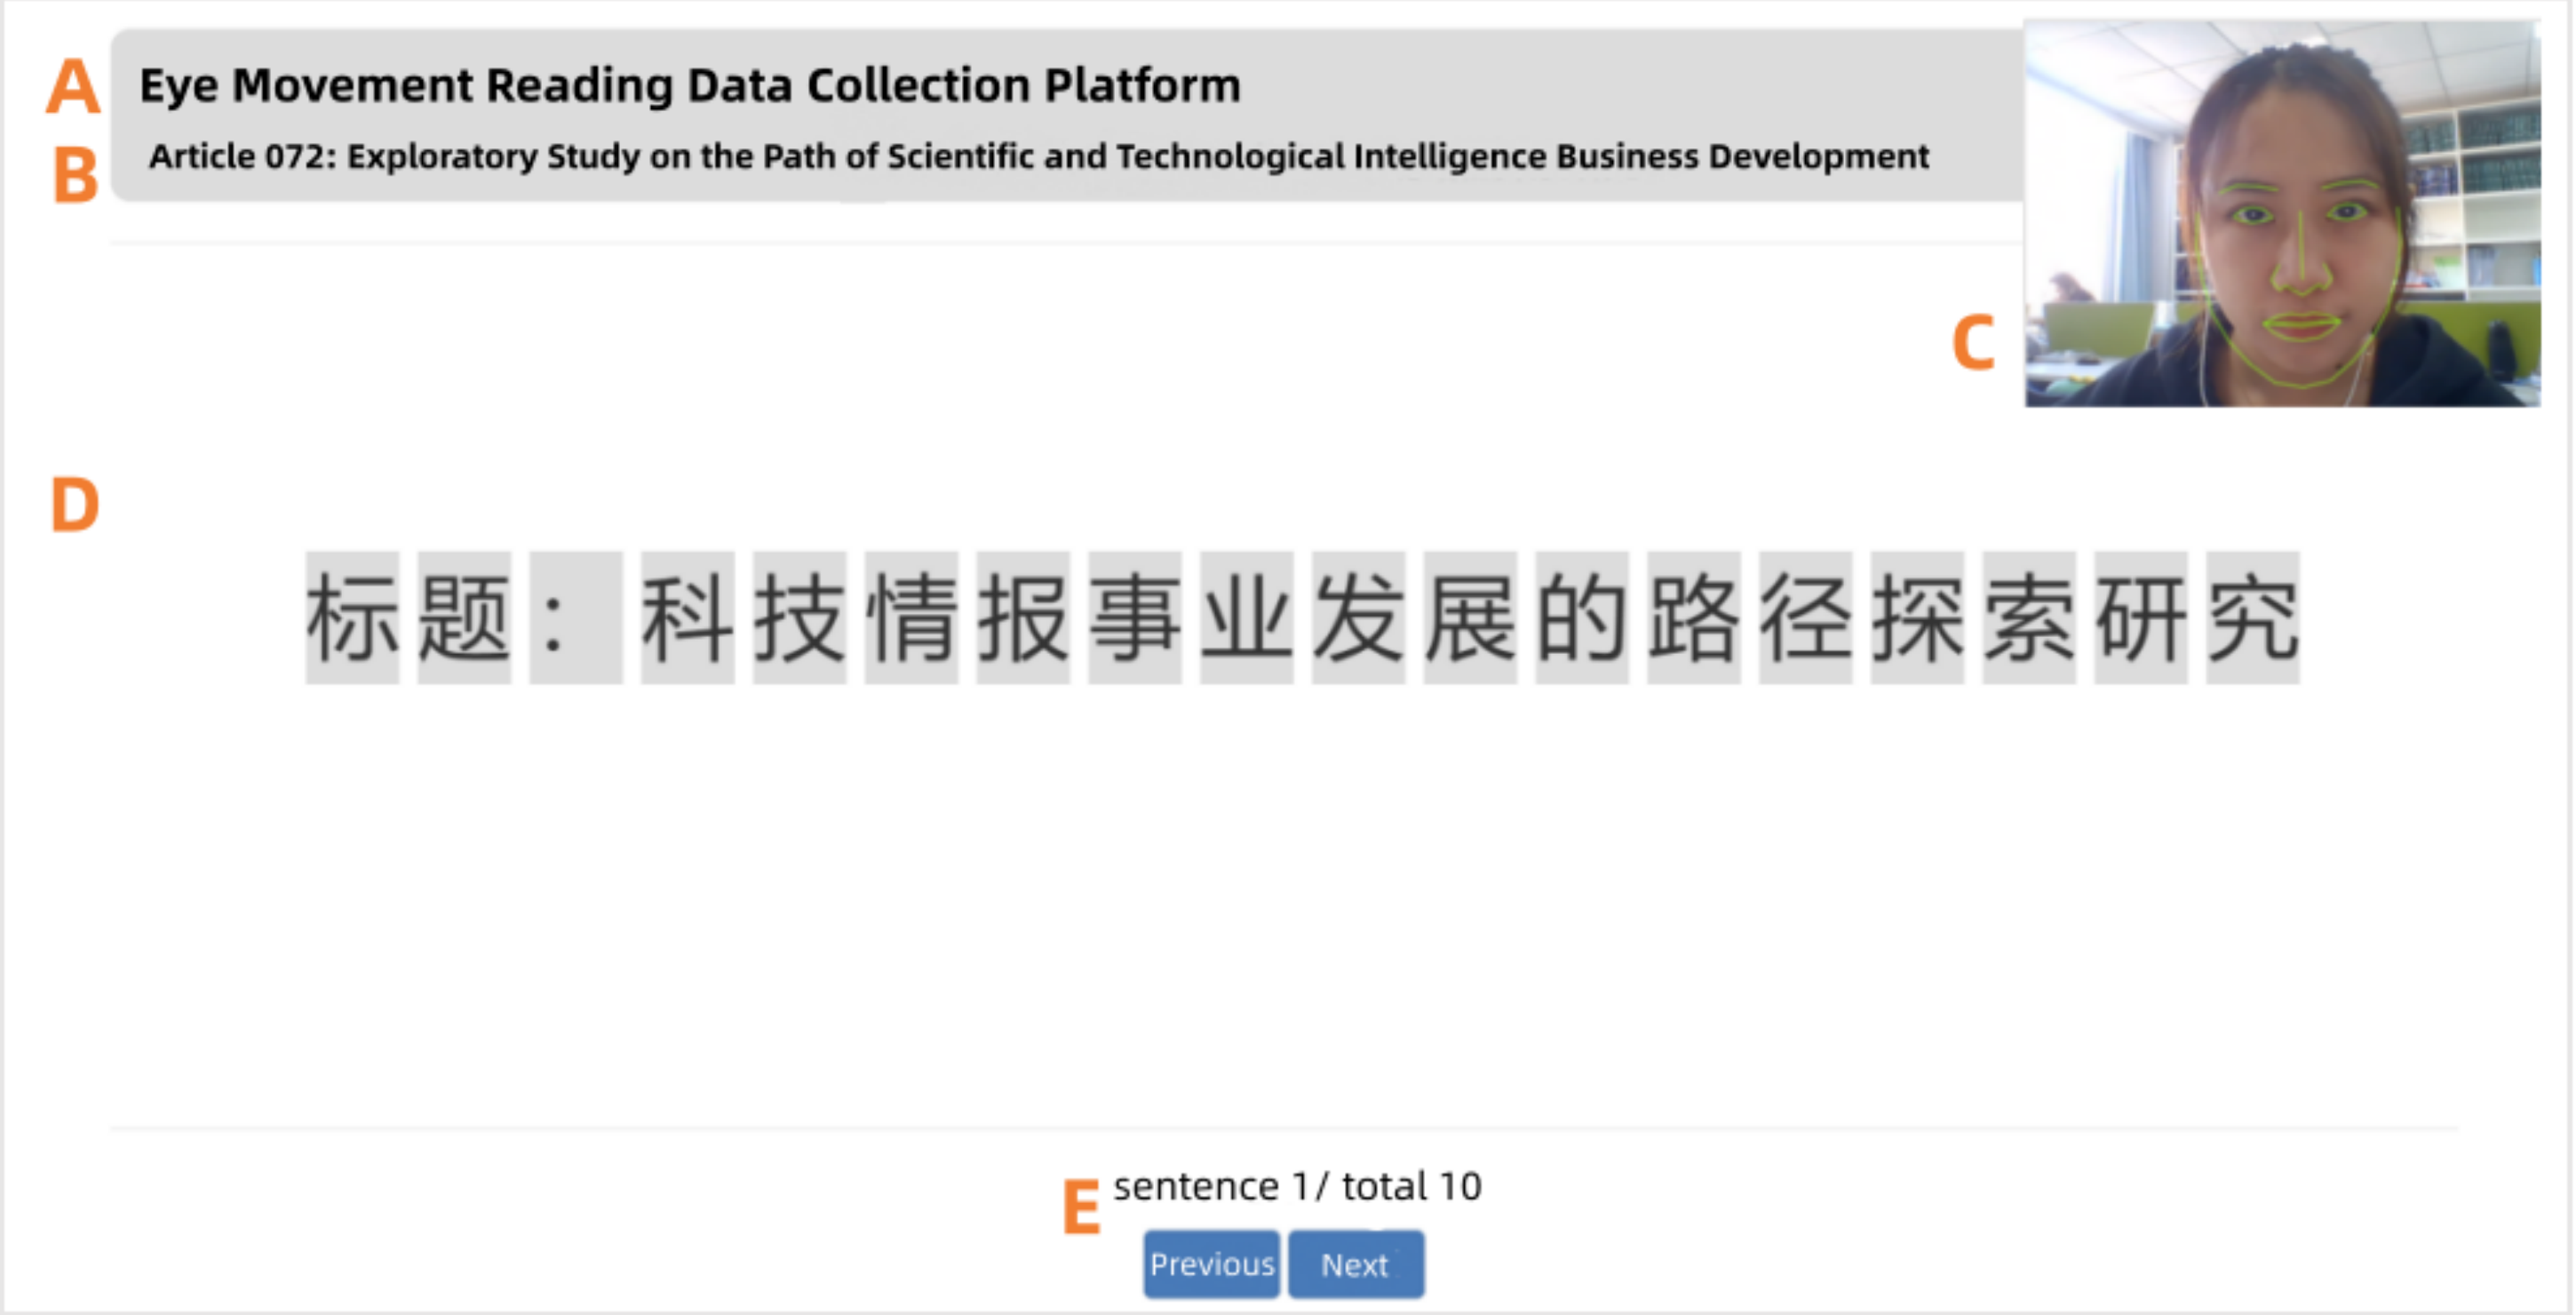 A Eye Movement Reading Data Collection Platform
B Article 072: Exploratory Study on the Path of Scientific and Technological Intelligence Business Development
C
D
标题：科技情报事业发展的路径探索研究
E sentence 1/ total 10
Previous Next